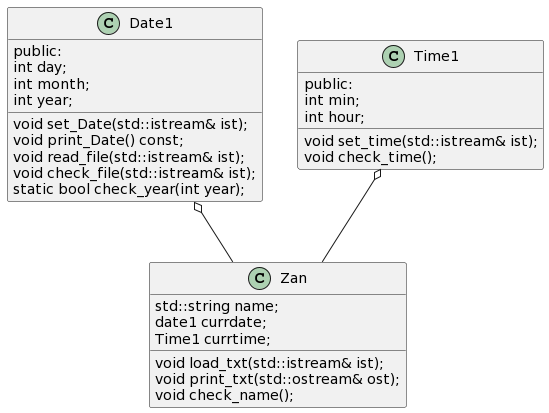 C Date1
public:
int day;
int month;
int year;
void set_Date(std::istream& ist);
void print_Date() const;
void read_file(std::istream& ist);
void check_file(std::istream& ist);
static bool check_year(int year);
C Time1
public:
int min;
int hour;
void set_time(std::istream& ist);
void check_time();
C Zan
std::string name;
date1 currdate;
Time1 currtime;
void load_txt(std::istream& ist);
void print_txt(std::ostream& ost);
void check_name();